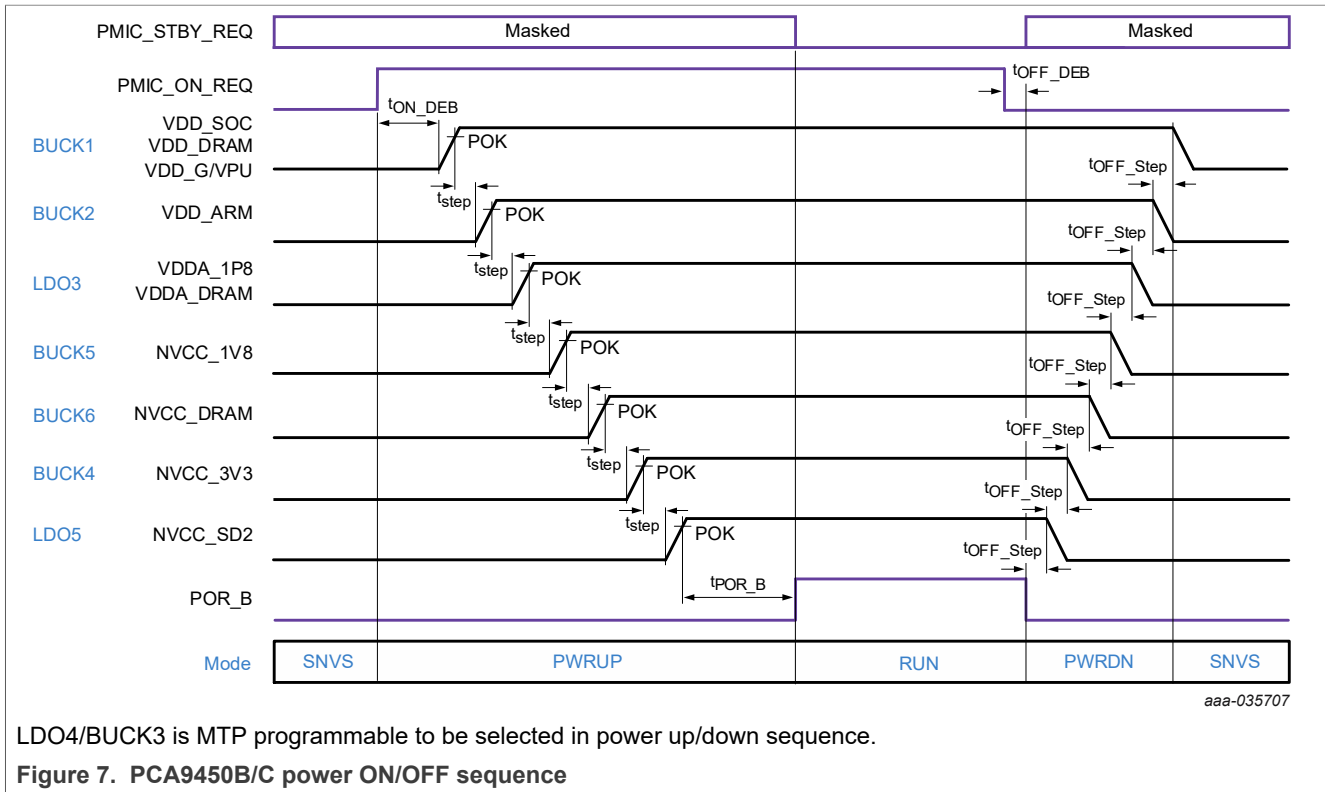 PMIC_STBY_REQ Masked Masked
PMIC_ON_REQ
tOFF_DEB
tON_DEB
VDD_SOC
BUCK1 VDD_DRAM POK
VDD_G/VPU
tOFF_Step
tstep
BUCK2 VDD_ARM POK
tOFF_Step
VDDA_1P8 tstep
LDO3 POK
VDDA_DRAM
tOFF_Step
tstep
BUCK5 NVCC_1V8 POK
tOFF_Step
tstep
BUCK6 NVCC_DRAM POK
tOFF_Step
tstep
BUCK4 NVCC_3V3 POK
tOFF_Step
tstep
LDO5 NVCC_SD2 POK
tOFF_Step
tPOR_B
POR_B
Mode SNVS PWRUP RUN PWRDN SNVS
aaa-035707
LDO4/BUCK3 is MTP programmable to be selected in power up/down sequence.
Figure 7. PCA9450B/C power ON/OFF sequence